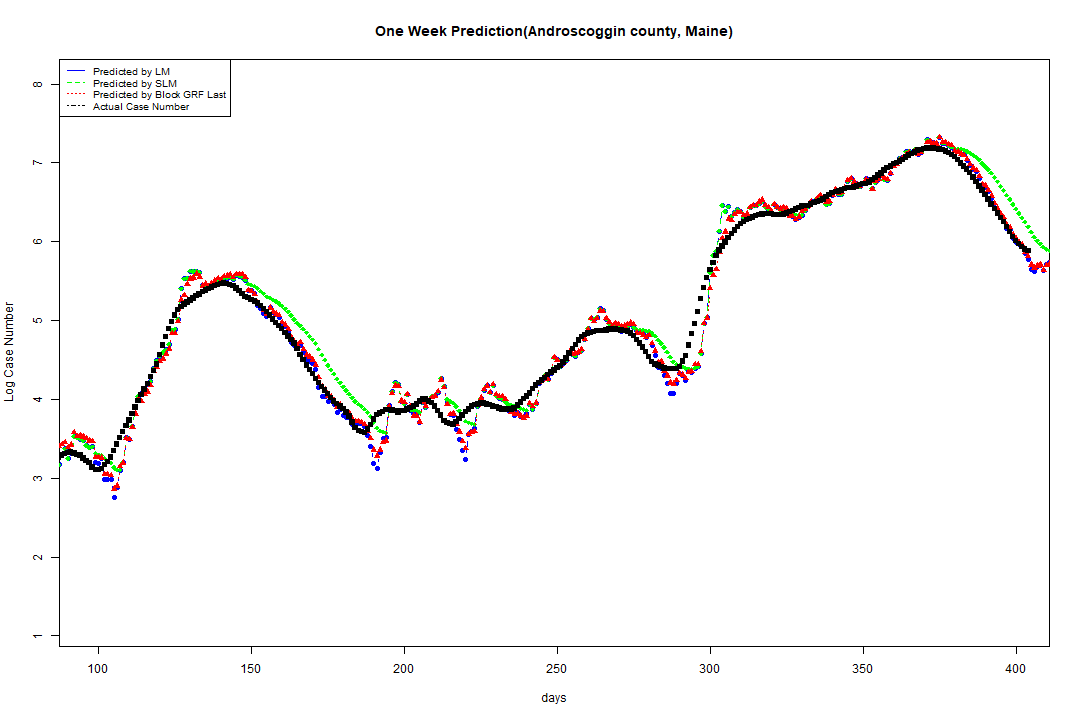 One Week Prediction(Androscoggin county, Maine)
Predicted by LM
Predicted by SLM
Predicted by Block GRF Last
Actual Case Number
8
7
6
5
4
3
2
1
Log Case Number
100 150 200 250 300 350 400
days